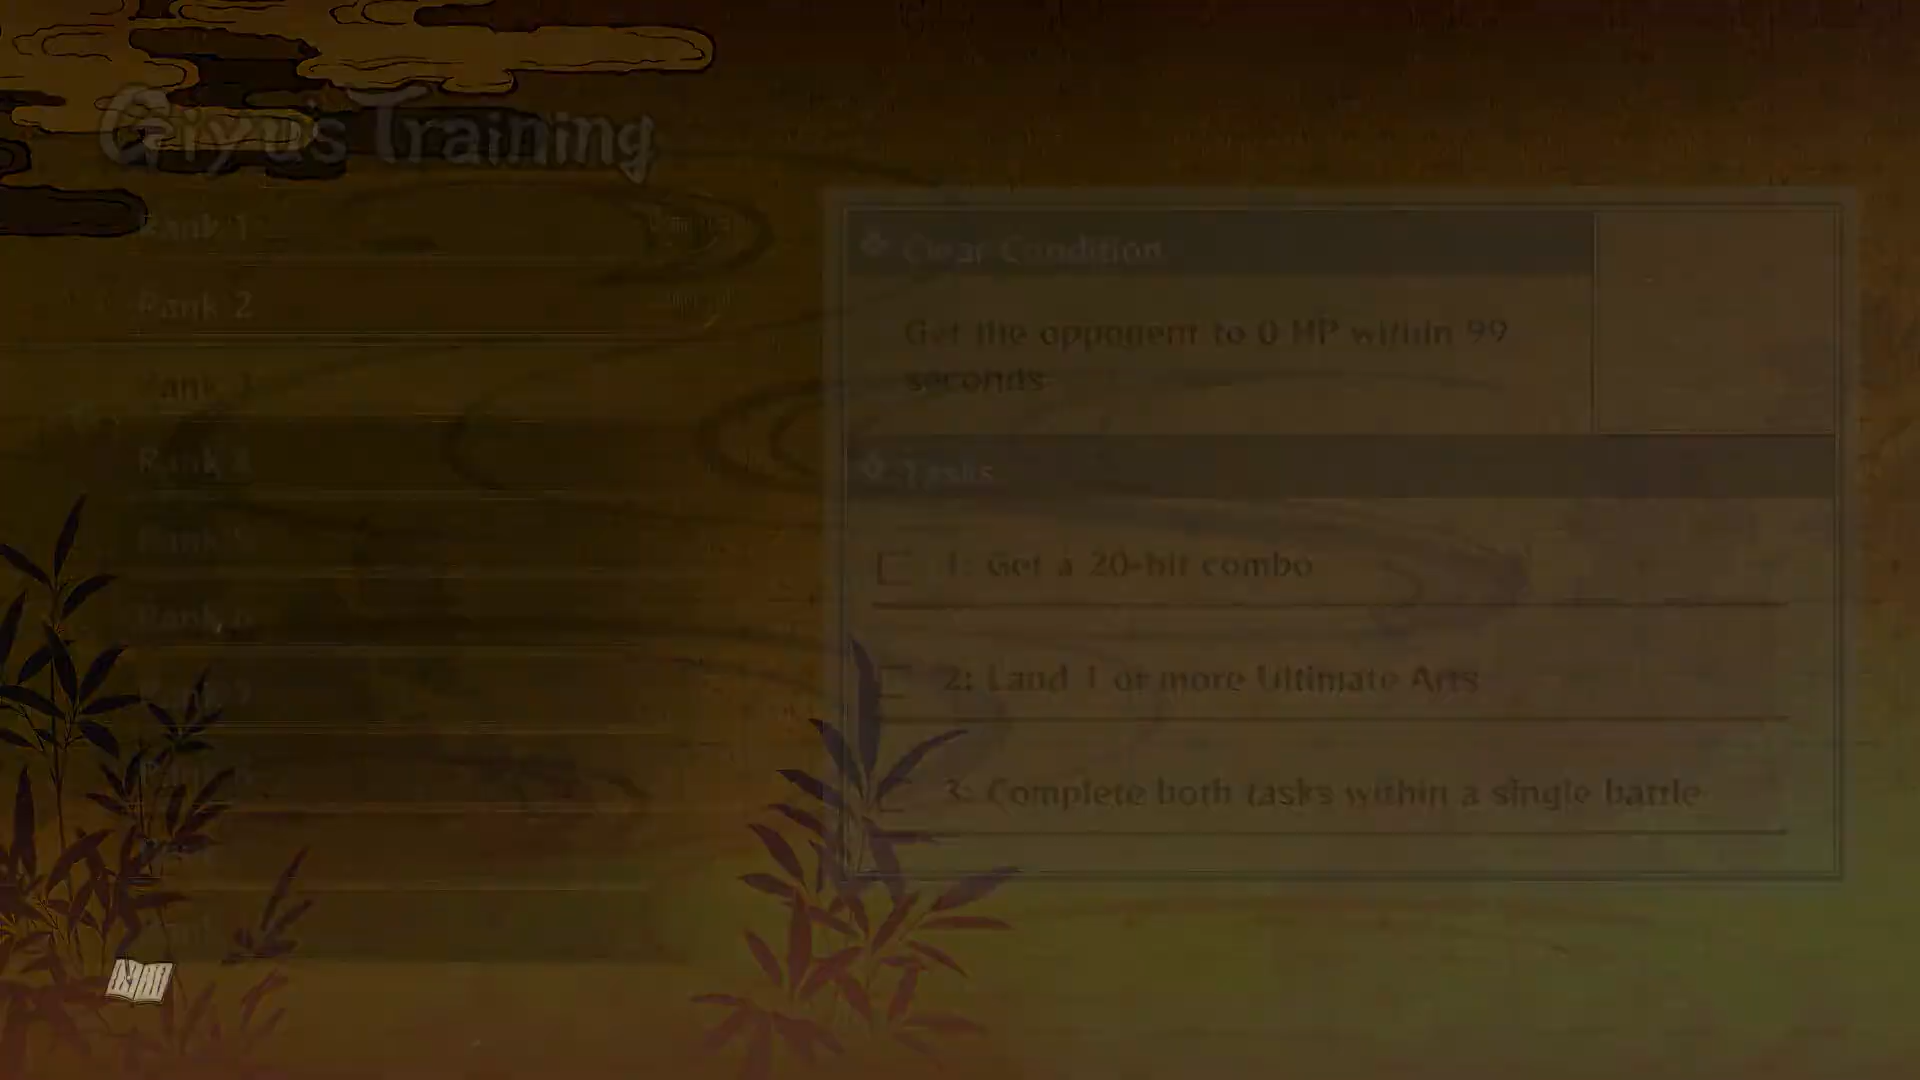 Giyu's Training
Rank 1
Rank 2
Rank 3
Rank 4
Rank 5
Rank 6
Rank 7
Clear Condition
Get the opponent to 0 HP within 99
seconds
Tasks
1: Get a 20-hit combo
2: Land 1 or more Ultimate Arts
3: Complete both tasks within a single battle